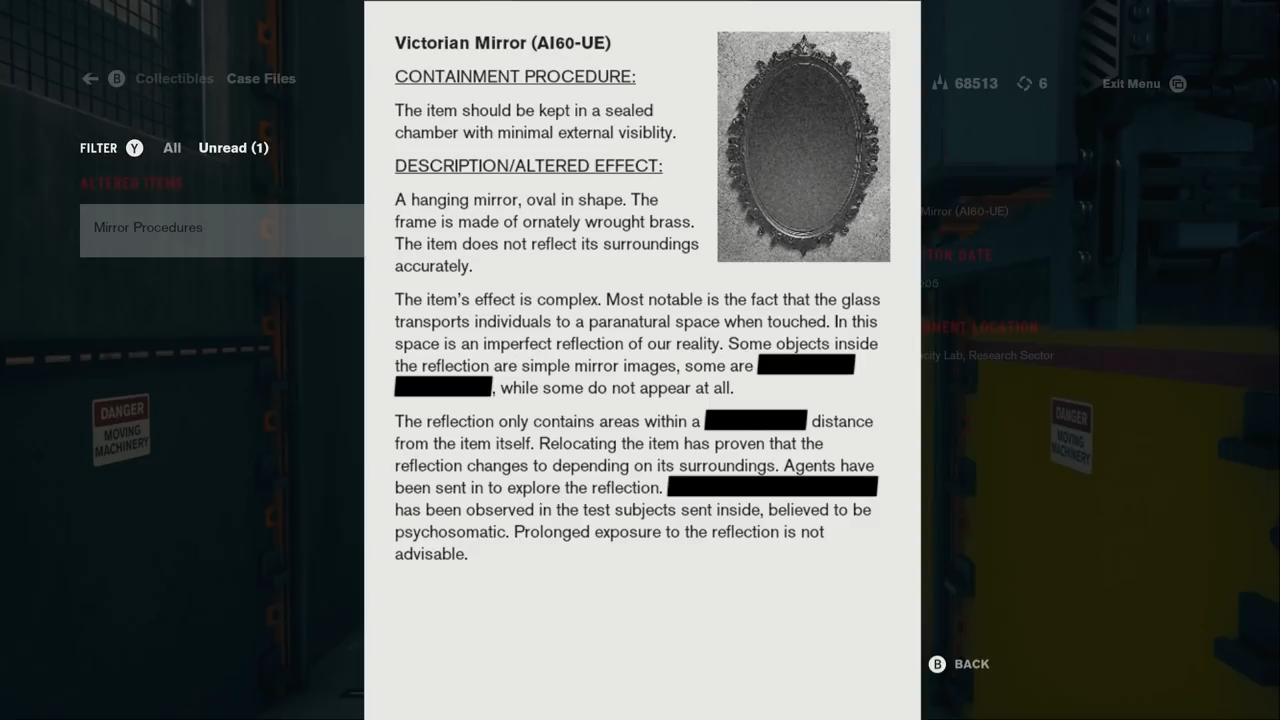 Victorian Mirror (AI60-UE)
CONTAINMENT PROCEDURE:
The item should be kept in a sealed
chamber with minimal external visiblity.
DESCRIPTION/ALTERED EFFECT:
A hanging mirror, oval in shape. The
frame is made of ornately wrought brass.
The item does not reflect its surroundings
accurately.
The item's effect is complex. Most notable is the fact that the glass
transports individuals to a paranatural space when touched. In this
space is an imperfect reflection of our reality. Some objects inside
the reflection are simple mirror images, some are
, while some do not appear at all.
The reflection only contains areas within a distance
from the item itself. Relocating the item has proven that the
reflection changes to depending on its surroundings. Agents have
been sent in to explore the reflection.
has been observed in the test subjects sent inside, believed to be
psychosomatic. Prolonged exposure to the reflection is not
advisable.
B Collectibles Case Files
FILTER Y All Unread (1)
ALTERED ITEMS
Mirror Procedures
68513 6 Exit Menu
Mirror (AI60-UE)
DATE
Lab, Research Sector
LOCATION
DANGER
MOVING
MACHINERY
DANGER
MOVING
MACHINERY
B BACK